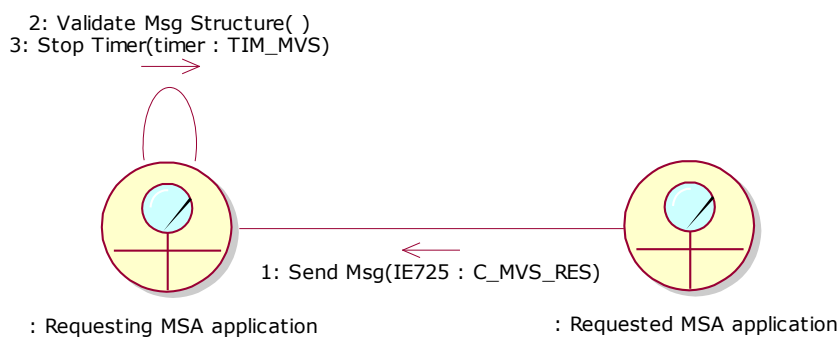 2: Validate Msg Structure( )
3: Stop Timer(timer : TIM_MVS)
1: Send Msg(IE725 : C_MVS_RES)
: Requesting MSA application
: Requested MSA application